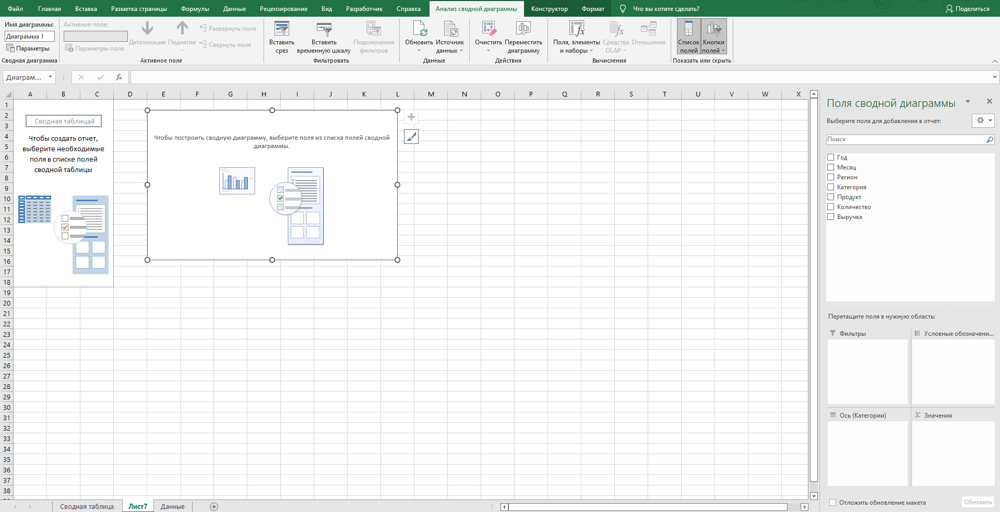 Файл Главная Вставка Разметка страницы Формулы Данные Рецензирование Вид Разработчик Справка Анализ сводной диаграммы Конструктор Формат Что вы хотите сделать? Поделиться
Имя диаграммы:
Диаграмма 1
Параметры
Сводная диаграмма
Активное поле:
Параметры поля
Детализация
Поднятие
Развернуть поле
Свернуть поле
Активное поле
Вставить
срез
Вставить
временную шкалу
Подключения
фильтров
Фильтровать
Обновить
Источник
данных
Данные
Очистить
Переместить
диаграмму
Действия
Поля, элементы
и наборы
Средства
OLAP
Отношения
Вычисления
Список
полей
Кнопки
полей
Показать или скрыть
Диаграм... fx
A B C D E F G H I J K L M N O P Q R S T U V W X
1
2
3
4
5
6
7
8
9
10
11
12
13
14
15
16
17
18
19
20
21
22
23
24
25
26
27
28
29
30
31
32
33
34
35
36
37
38
Сводная таблица4
Чтобы создать отчет,
выберите необходимые
поля в списке полей
сводной таблицы
Чтобы построить сводную диаграмму, выберите поля из списка полей сводной
диаграммы.
Поля сводной диаграммы
Выберите поля для добавления в отчет:
Поиск
Год
Месяц
Регион
Категория
Продукт
Количество
Выручка
Перетащите поля в нужную область:
Фильтры
Условные обозначени...
Ось (Категории)
Σ Значения
Отложить обновление макета
Обновить
Сводная таблица Лист7 Данные